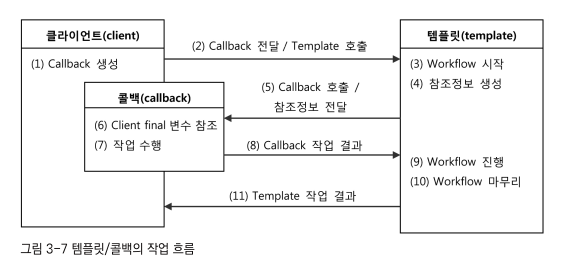 클라이언트(client)
(1) Callback 생성
(2) Callback 전달 / Template 호출
템플릿(template)
(3) Workflow 시작
(4) 참조정보 생성
(5) Callback 호출 /
참조정보 전달
콜백(callback)
(6) Client final 변수 참조
(7) 작업 수행
(8) Callback 작업 결과
(9) Workflow 진행
(10) Workflow 마무리
(11) Template 작업 결과
그림 3-7 템플릿/콜백의 작업 흐름